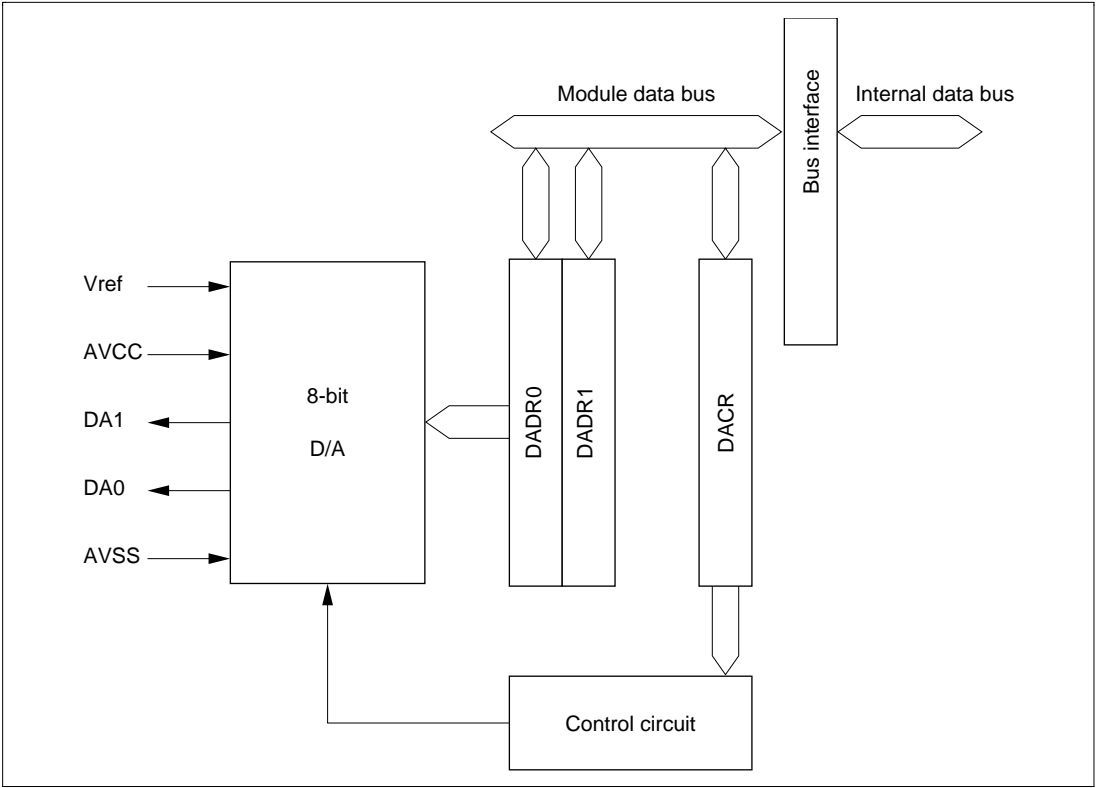 Module data bus
Internal data bus
Bus interface
Vref
AVCC
DA1
DA0
AVSS
8-bit
D/A
DADR0
DADR1
DACR
Control circuit